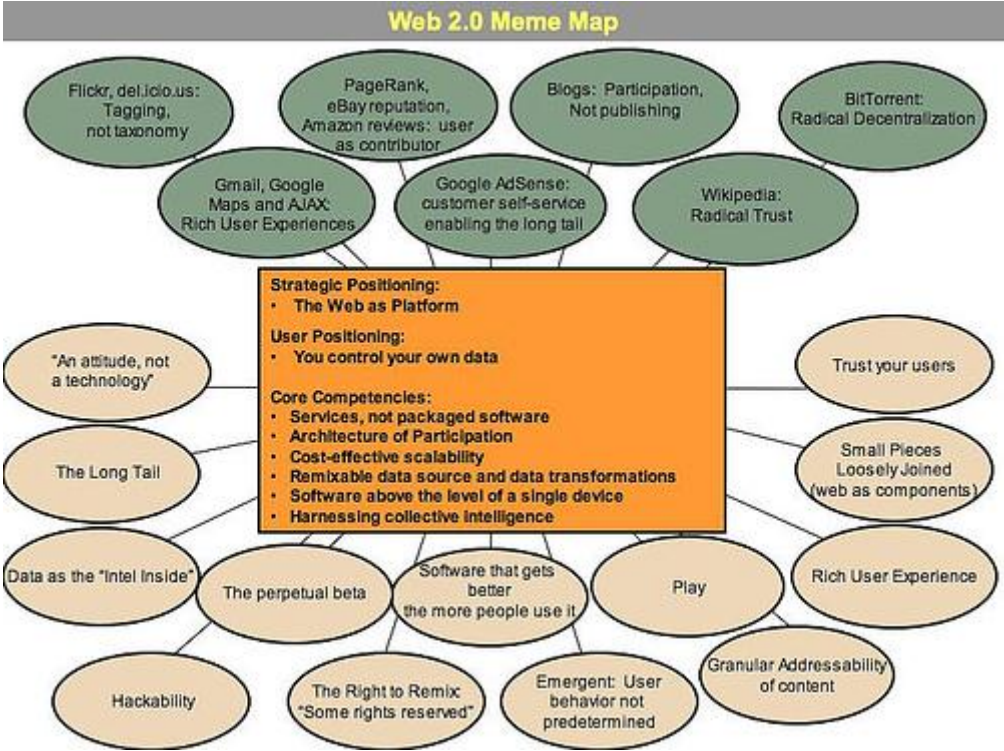 Web 2.0 Meme Map
Flickr, del.icio.us:
Tagging,
not taxonomy
PageRank,
eBay reputation,
Amazon reviews: user
as contributor
Blogs: Participation,
Not publishing
BitTorrent:
Radical Decentralization
Gmail, Google
Maps and AJAX:
Rich User Experiences
Google AdSense:
customer self-service
enabling the long tail
Wikipedia:
Radical Trust
Strategic Positioning:
• The Web as Platform
User Positioning:
• You control your own data
Core Competencies:
• Services, not packaged software
• Architecture of Participation
• Cost-effective scalability
• Remixable data source and data transformations
• Software above the level of a single device
• Harnessing collective intelligence
"An attitude, not
a technology"
Trust your users
The Long Tail
Small Pieces
Loosely Joined
(web as components)
Data as the "Intel Inside"
The perpetual beta
Software that gets
better
the more people use it
Play
Rich User Experience
Hackability
The Right to Remix:
"Some rights reserved"
Emergent: User
behavior not
predetermined
Granular Addressability
of content